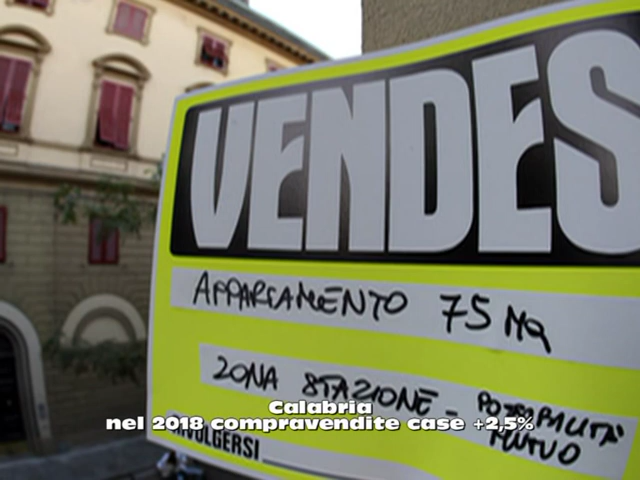 VENDES
APPARTAMENTO 75 MQ
ZONA STAZIONE - POSSIBILITÀ
MUTUO
Calabria
nel 2018 compravendite case +2,5%
RIVOLGERSI